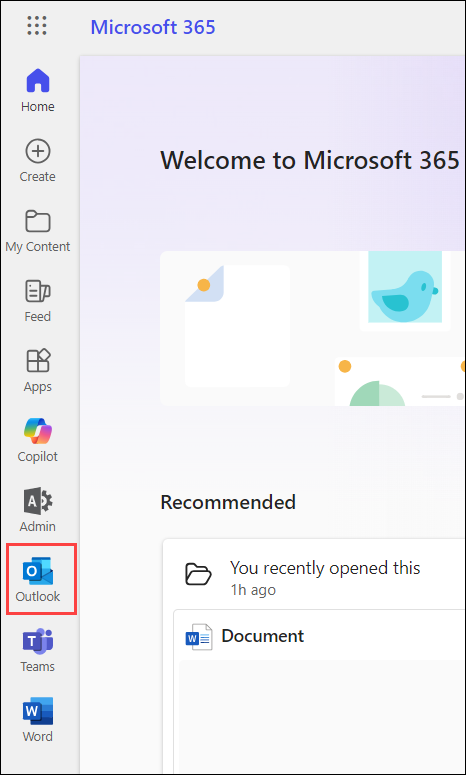 Microsoft 365
Home
Create
My Content
Feed
Apps
Copilot
A
Admin
O
Outlook
T
Teams
W
Word
Welcome to Microsoft 365
Recommended
You recently opened this
1h ago
W
Document